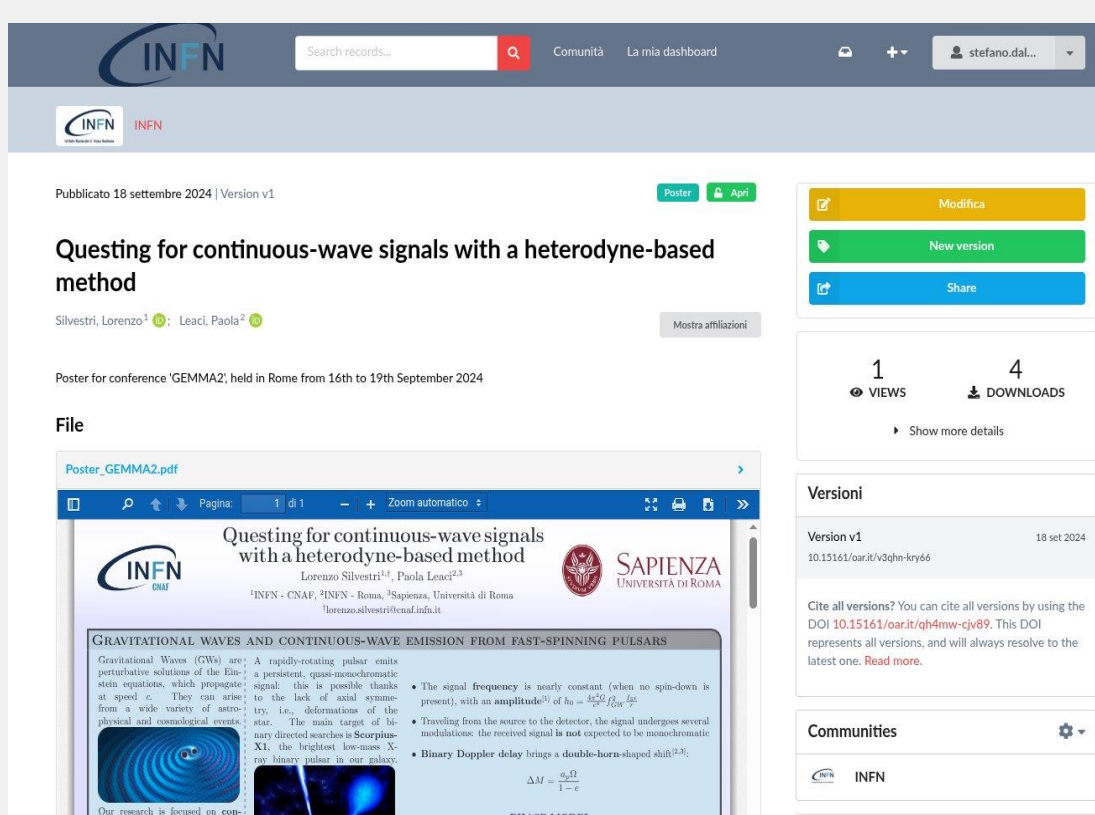 INFN
Search records...
Comunità
La mia dashboard
stefano.dal...
INFN
INFN
Pubblicato 18 settembre 2024 | Version v1
Poster
Apri
Questing for continuous-wave signals with a heterodyne-based
method
Silvestri, Lorenzo1 iD; Leaci, Paola2 iD
Mostra affiliazioni
Poster for conference 'GEMMA2', held in Rome from 16th to 19th September 2024
File
Poster_GEMMA2.pdf
Pagina: 1 di 1
Zoom automatico
INFN
CNAF
Questing for continuous-wave signals
with a heterodyne-based method
Lorenzo Silvestri1,†, Paola Leaci2,3
1INFN - CNAF, 2INFN - Roma, 3Sapienza, Università di Roma
†lorenzo.silvestri@cnaf.infn.it
SAPIENZA
UNIVERSITÀ DI ROMA
GRAVITATIONAL WAVES AND CONTINUOUS-WAVE EMISSION FROM FAST-SPINNING PULSARS
Gravitational Waves (GWs) are
perturbative solutions of the Ein-
stein equations, which propagate
at speed c. They can arise
from a wide variety of astro-
physical and cosmological events.
Our research is focused on con-
A rapidly-rotating pulsar emits
a persistent, quasi-monochromatic
signal: this is possible thanks
to the lack of axial symme-
try, i.e., deformations of the
star. The main target of bi-
nary directed searches is Scorpius-
X1, the brightest low-mass X-
ray binary pulsar in our galaxy.
• The signal frequency is nearly constant (when no spin-down is
present), with an amplitude[1] of h0 =
• Traveling from the source to the detector, the signal undergoes several
modulations: the received signal is not expected to be monochromatic
• Binary Doppler delay brings a double-horn-shaped shift[2,3]:
ΔM = apΩ / 1 − e
Modifica
New version
Share
1
VIEWS
4
DOWNLOADS
Show more details
Versioni
Version v1
18 set 2024
10.15161/oar.it/v3qhn-kry66
Cite all versions? You can cite all versions by using the
DOI 10.15161/oar.it/qh4mw-cjv89. This DOI
represents all versions, and will always resolve to the
latest one. Read more.
Communities
INFN